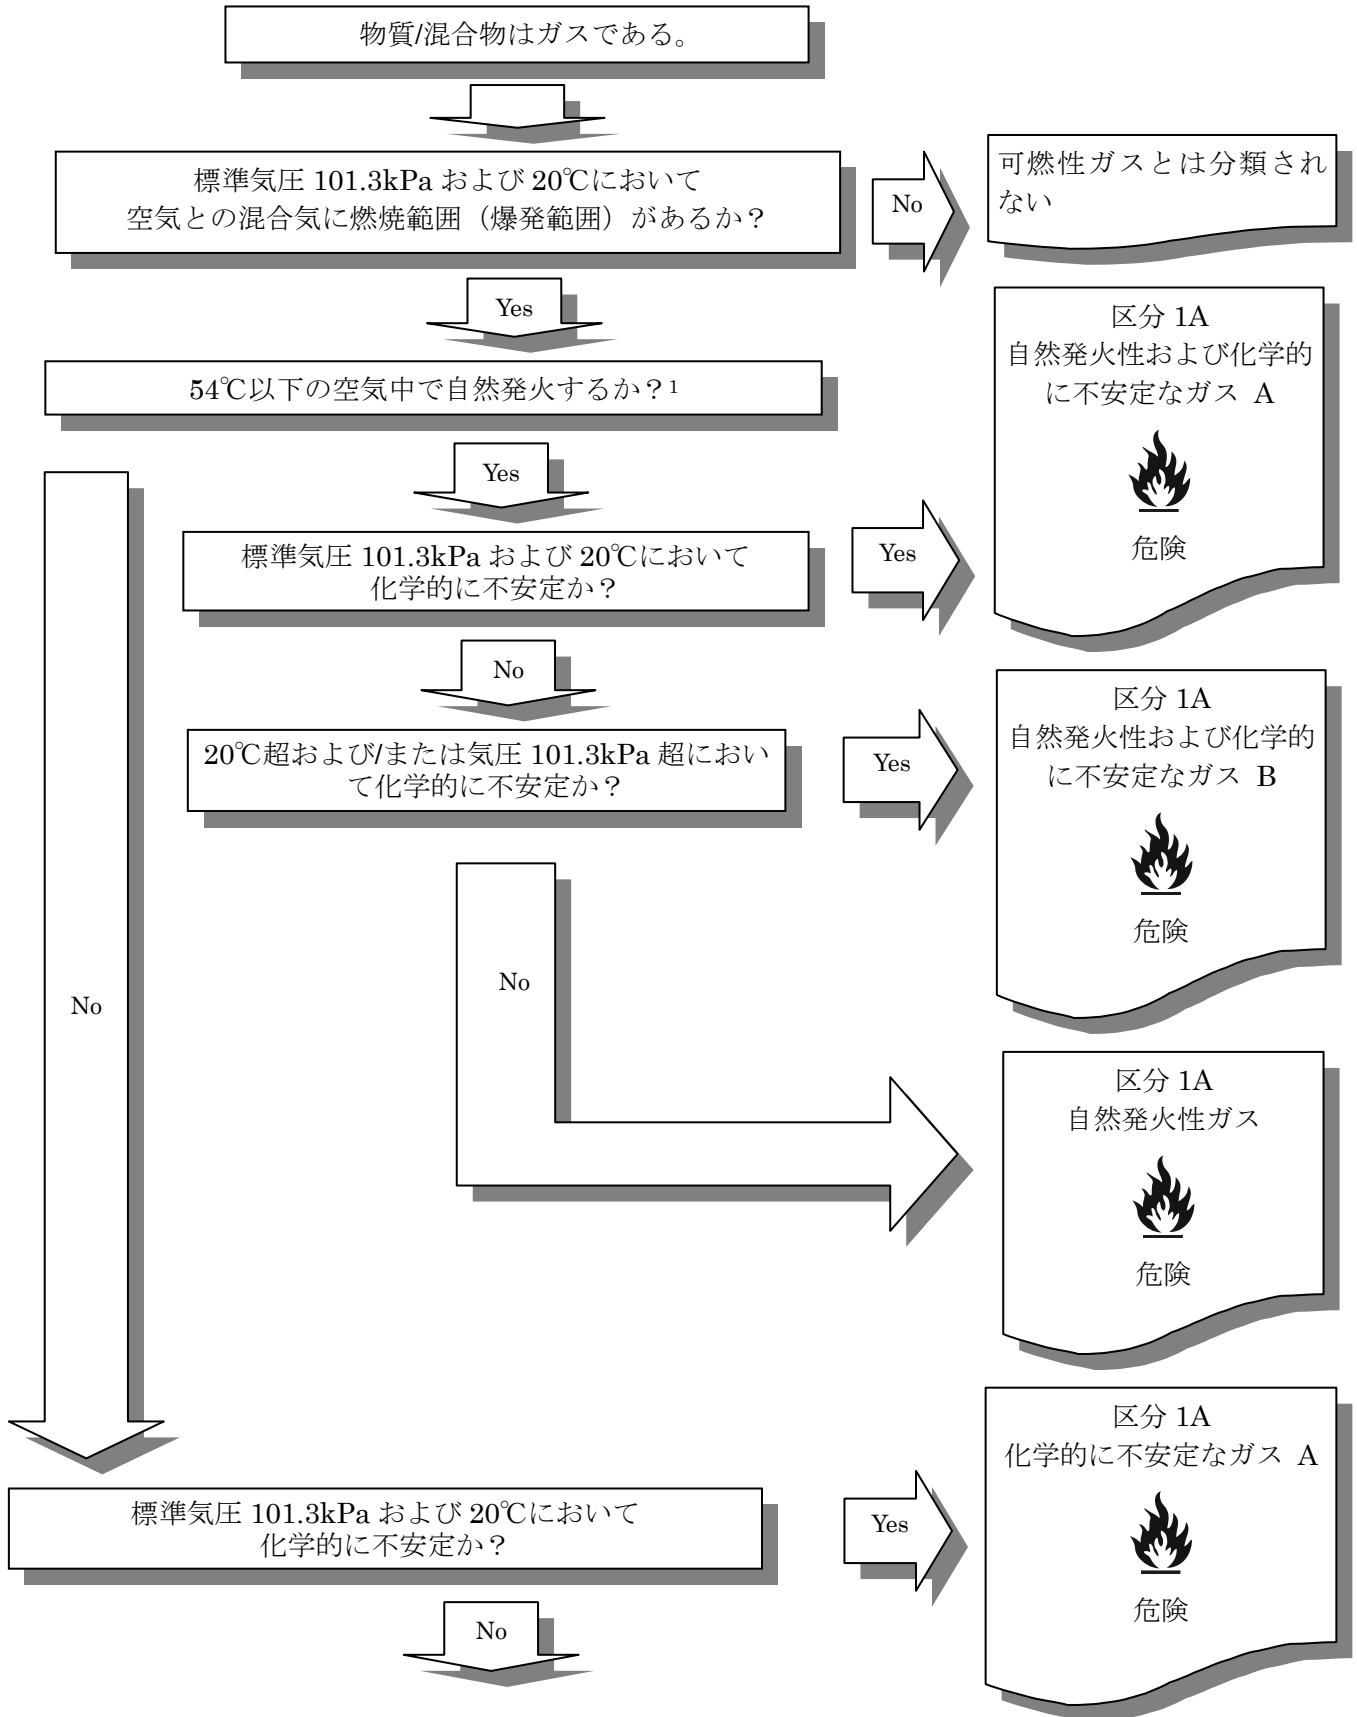 物質/混合物はガスである。
標準気圧 101.3kPa および 20℃において
空気との混合気に燃焼範囲（爆発範囲）があるか？
No
可燃性ガスとは分類され
ない
Yes
54℃以下の空気中で自然発火するか？1
区分 1A
自然発火性および化学的
に不安定なガス A
危険
Yes
標準気圧 101.3kPa および 20℃において
化学的に不安定か？
Yes
No
20℃超および/または気圧 101.3kPa 超におい
て化学的に不安定か？
Yes
区分 1A
自然発火性および化学的
に不安定なガス B
危険
No
No
区分 1A
自然発火性ガス
危険
標準気圧 101.3kPa および 20℃において
化学的に不安定か？
Yes
区分 1A
化学的に不安定なガス A
危険
No